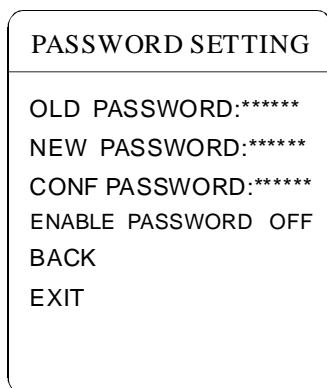 PASSWORD SETTING
OLD PASSWORD:******
NEW PASSWORD:******
CONF PASSWORD:******
ENABLE PASSWORD OFF
BACK
EXIT